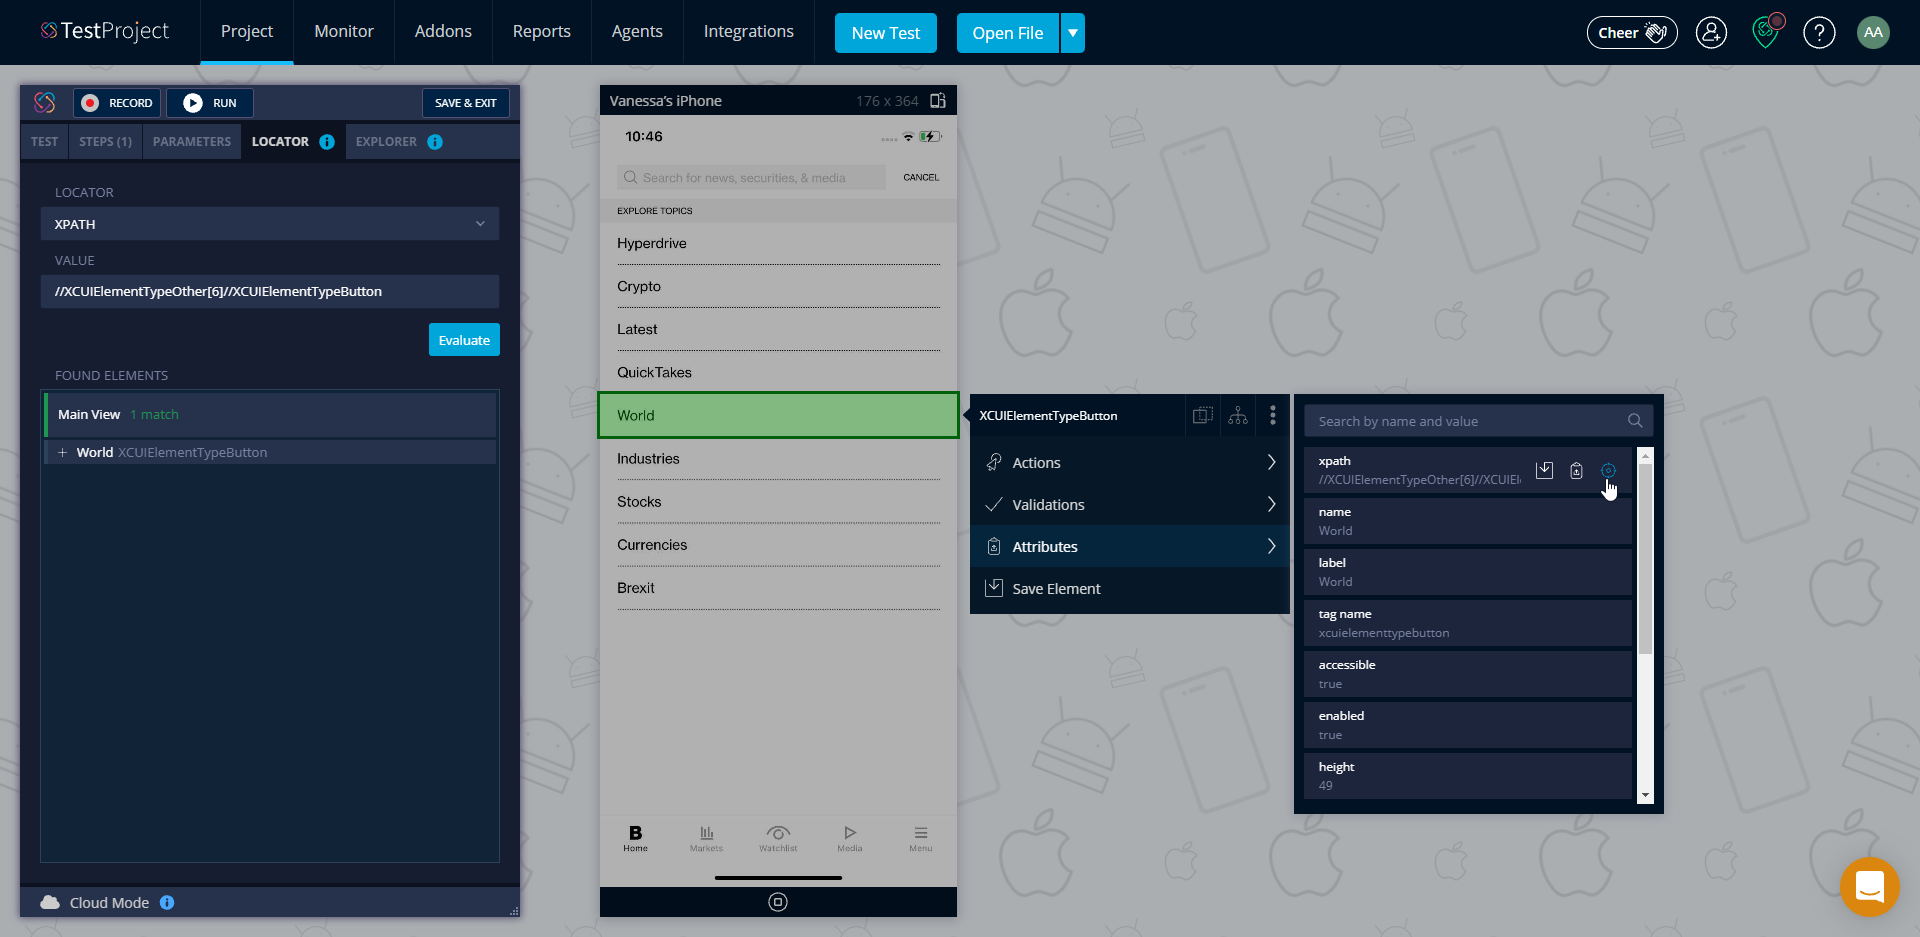 TestProject
Project
Monitor
Addons
Reports
Agents
Integrations
New Test
Open File
Cheer
AA
RECORD
RUN
SAVE & EXIT
TEST
STEPS (1)
PARAMETERS
LOCATOR
EXPLORER
LOCATOR
XPATH
VALUE
//XCUIElementTypeOther[6]//XCUIElementTypeButton
Evaluate
FOUND ELEMENTS
Main View 1 match
+ World XCUIElementTypeButton
Cloud Mode
Vanessa's iPhone
176 x 364
10:46
Search for news, securities, & media
CANCEL
EXPLORE TOPICS
Hyperdrive
Crypto
Latest
QuickTakes
World
Industries
Stocks
Currencies
Brexit
B
Home
Markets
Watchlist
Media
Menu
XCUIElementTypeButton
Actions
Validations
Attributes
Save Element
Search by name and value
xpath
//XCUIElementTypeOther[6]//XCUIEl
name
World
label
World
tag name
xcuielementtypebutton
accessible
true
enabled
true
height
49